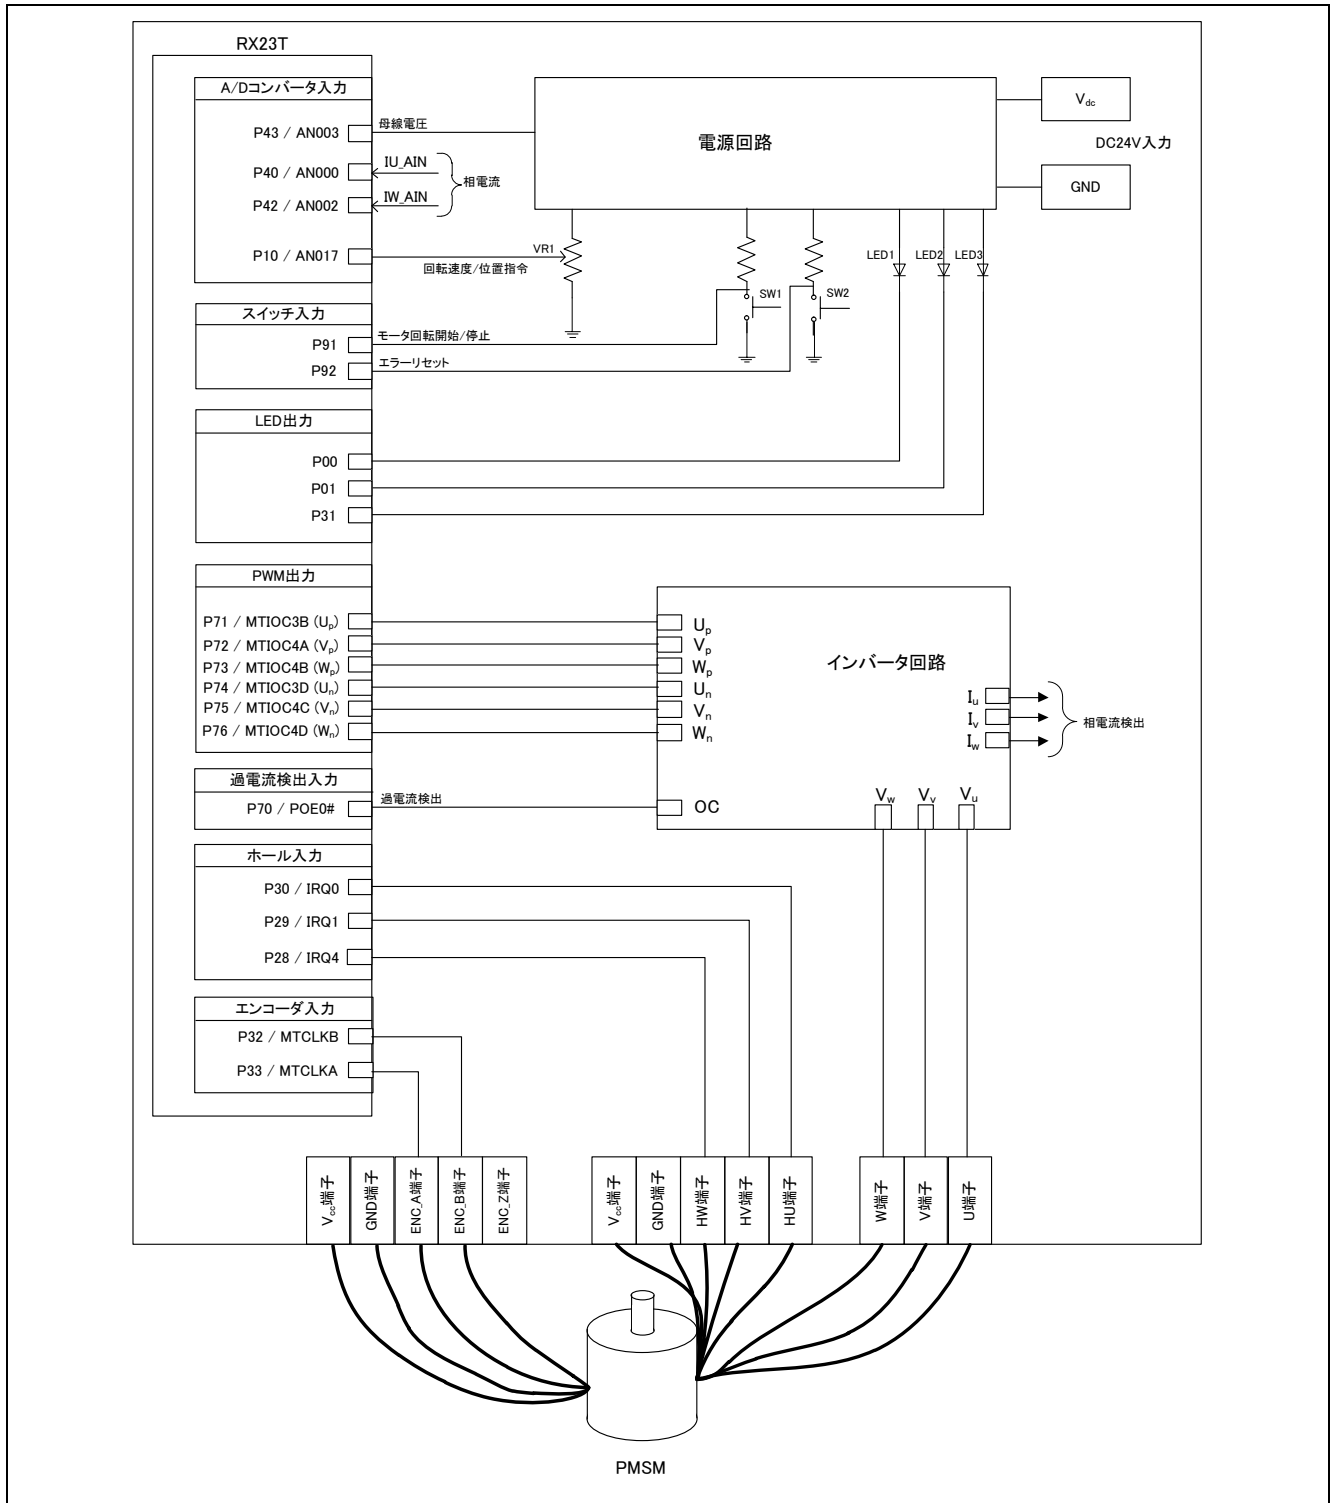 RX23T
A/Dコンバータ入力
P43 / AN003
母線電圧
P40 / AN000
IU_AIN
P42 / AN002
IW_AIN
相電流
P10 / AN017
VR1
回転速度/位置指令
電源回路
Vdc
DC24V入力
GND
LED1
LED2
LED3
SW1
SW2
スイッチ入力
P91
モータ回転開始/停止
P92
エラーリセット
LED出力
P00
P01
P31
PWM出力
P71 / MTIOC3B (Up)
P72 / MTIOC4A (Vp)
P73 / MTIOC4B (Wp)
P74 / MTIOC3D (Un)
P75 / MTIOC4C (Vn)
P76 / MTIOC4D (Wn)
Up
Vp
Wp
Un
Vn
Wn
インバータ回路
Iu
Iv
Iw
相電流検出
過電流検出入力
P70 / POE0#
過電流検出
OC
Vw
Vv
Vu
ホール入力
P30 / IRQ0
P29 / IRQ1
P28 / IRQ4
エンコーダ入力
P32 / MTCLKB
P33 / MTCLKA
Vcc端子
GND端子
ENC_A端子
ENC_B端子
ENC_Z端子
Vcc端子
GND端子
HW端子
HV端子
HU端子
W端子
V端子
U端子
PMSM